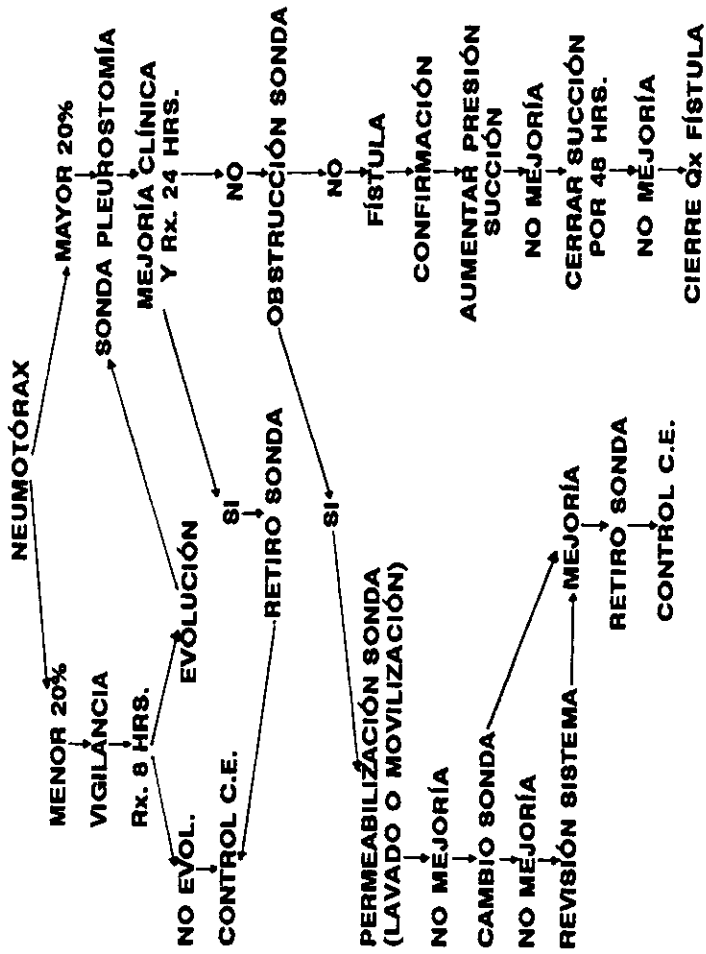 NEUMOTÓRAX
MENOR 20%
MAYOR 20%
VIGILANCIA
SONDA PLEUROSTOMÍA
Rx. 8 HRS.
MEJORÍA CLÍNICA
Y Rx. 24 HRS.
NO EVOL.
EVOLUCIÓN
CONTROL C.E.
SI
NO
RETIRO SONDA
OBSTRUCCIÓN SONDA
SI
NO
PERMEABILIZACIÓN SONDA
(LAVADO O MOVILIZACIÓN)
FÍSTULA
NO MEJORÍA
CONFIRMACIÓN
CAMBIO SONDA
AUMENTAR PRESIÓN
SUCCIÓN
NO MEJORÍA
NO MEJORÍA
REVISIÓN SISTEMA
MEJORÍA
CERRAR SUCCIÓN
POR 48 HRS.
RETIRO SONDA
NO MEJORÍA
CONTROL C.E.
CIERRE Qx FÍSTULA